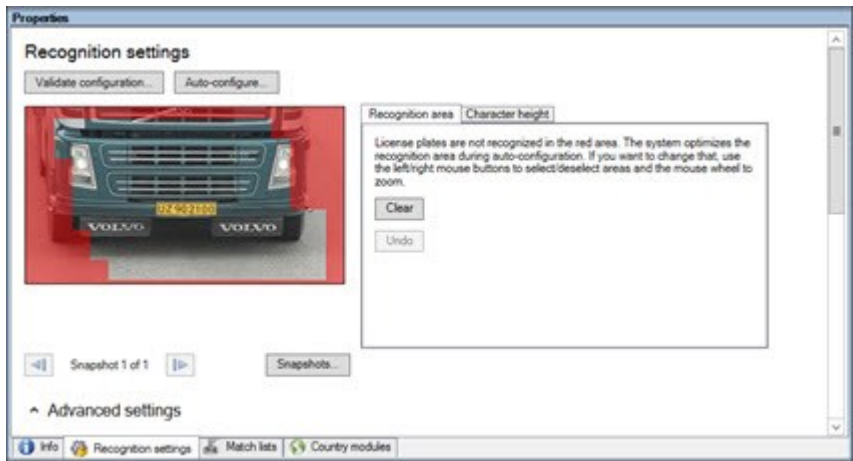 Properties
Recognition settings
Validate configuration...
Auto-configure...
Recognition area
Character height
License plates are not recognized in the red area. The system optimizes the
recognition area during auto-configuration. If you want to change that, use
the left/right mouse buttons to select/deselect areas and the mouse wheel to
zoom.
Clear
Undo
UZ 902100
VOLVO
VOLVO
Snapshot 1 of 1
Snapshots...
Advanced settings
Info
Recognition settings
Match lists
Country modules